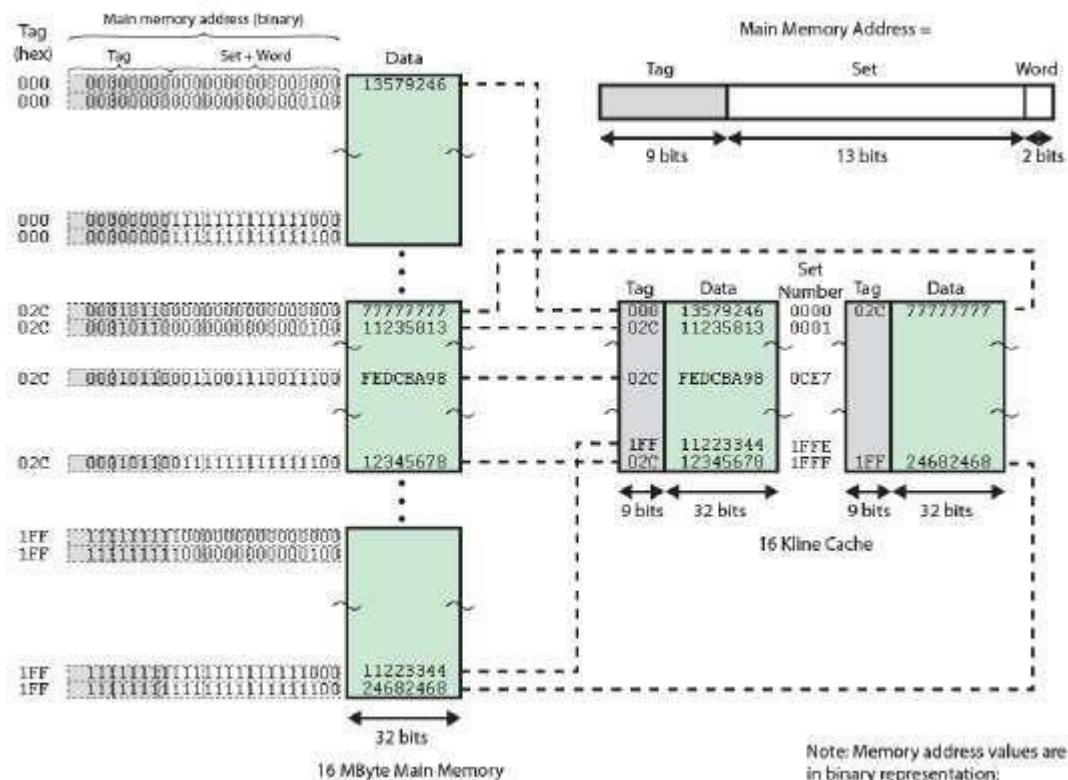 Main memory address (binary)
Tag
(hex)
Tag
Set + Word
Data
Main Memory Address =
Tag
Set
Word
9 bits
13 bits
2 bits
000
13579246
000
000
000
02C
77777777
02C
11235813
02C
FEDCBA98
02C
12345678
1FF
1FF
1FF
11223344
1FF
24682468
32 bits
16 MByte Main Memory
Tag
Data
Set
Number
Tag
Data
000
13579246
0000
02C
77777777
02C
11235813
0001
02C
FEDCBA98
0CE7
1FF
11223344
1FFE
02C
12345678
1FFF
1FF
24682468
9 bits
32 bits
9 bits
32 bits
16 Kline Cache
Note: Memory address values are
in binary representation;